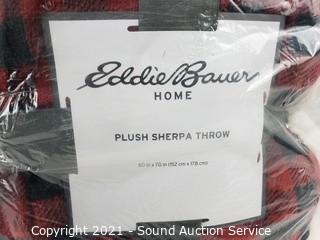 Eddie Bauer
HOME
PLUSH SHERPA THROW
60 in x 70 in (152 cm x 178 cm)
Copyright 2021 - Sound Auction Service